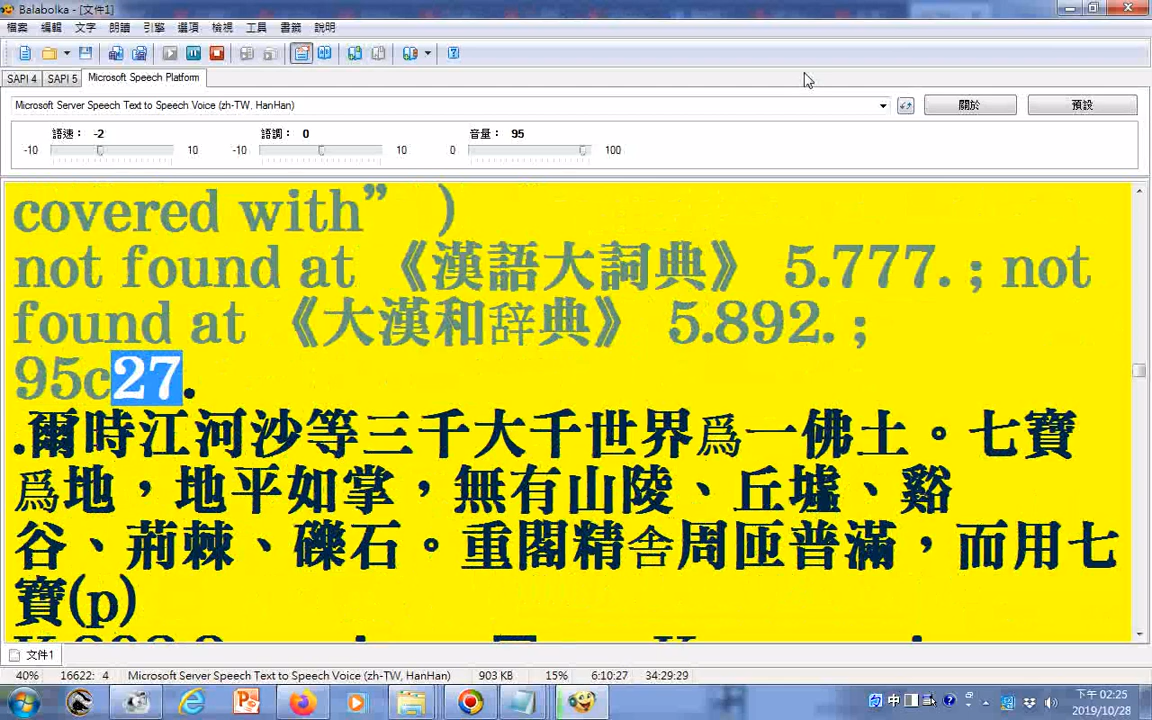 Balabolka - [文件1]
檔案 編輯 文字 朗讀 引擎 選項 檢視 工具 書籤 說明
SAPI 4 SAPI 5 Microsoft Speech Platform
Microsoft Server Speech Text to Speech Voice (zh-TW, HanHan) 關於 預設
語速： -2 語調： 0 音量： 95
-10 10 -10 10 0 100
covered with” )
not found at 《漢語大詞典》 5.777. ; not
found at 《大漢和辞典》 5.892. ;
95c27.
.爾時江河沙等三千大千世界爲一佛土。七寶
爲地，地平如掌，無有山陵、丘墟、谿
谷、荊棘、礫石。重閣精舎周匝普滿，而用七
寶(p)
文件1
40% 16622: 4 Microsoft Server Speech Text to Speech Voice (zh-TW, HanHan) 903 KB 15% 6:10:27 34:29:29
中 下午 02:25
2019/10/28